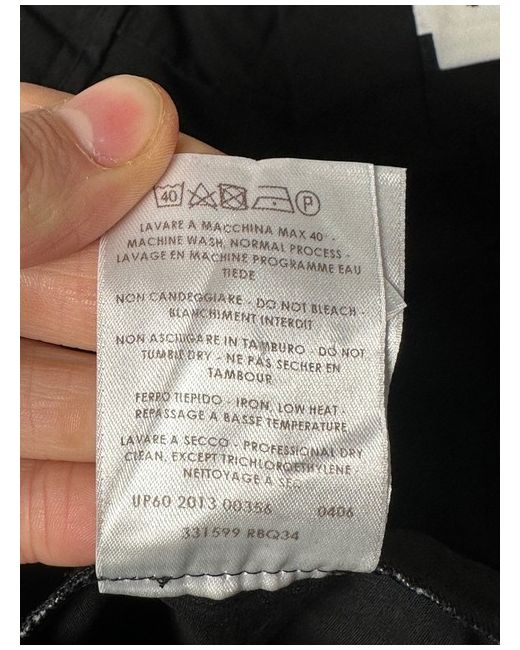 40 P
LAVARE A MACCHINA MAX 40° -
MACHINE WASH, NORMAL PROCESS -
LAVAGE EN MACHINE PROGRAMME EAU
TIEDE
NON CANDEGGIARE - DO NOT BLEACH -
BLANCHIMENT INTERDIT
NON ASCIUGARE IN TAMBURO - DO NOT
TUMBLE DRY - NE PAS SECHER EN
TAMBOUR
FERRO TIEPIDO - IRON, LOW HEAT -
REPASSAGE A BASSE TEMPERATURE
LAVARE A SECCO - PROFESSIONAL DRY
CLEAN, EXCEPT TRICHLOROETHYLENE -
NETTOYAGE A SEC
UP60 2013 00356 0406
331599 RBQ34